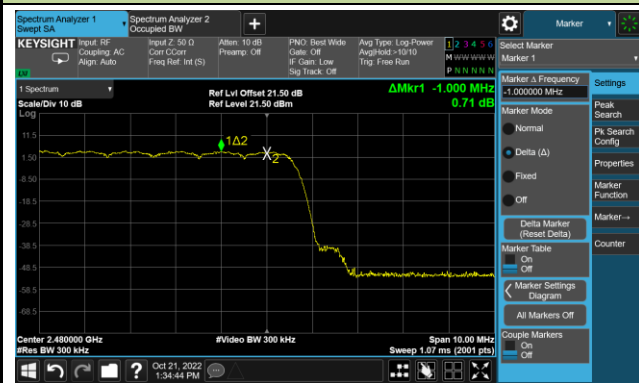 Spectrum Analyzer 1
Swept SA
Spectrum Analyzer 2
Occupied BW
Marker
KEYSIGHT
Input: RF
Coupling: AC
Align: Auto
Input Z: 50 Ω
Corr CCorr
Freq Ref: Int (S)
Atten: 10 dB
Preamp: Off
PNO: Best Wide
Gate: Off
IF Gain: Low
Sig Track: Off
Avg Type: Log-Power
Avg|Hold:>10/10
Trig: Free Run
1 2 3 4 5 6
M W W W W W
P N N N N N
LXI
Select Marker
Marker 1
1 Spectrum
Scale/Div 10 dB
Log
Ref Lvl Offset 21.50 dB
Ref Level 21.50 dBm
ΔMkr1 -1.000 MHz
0.71 dB
11.5
1.50
-8.50
-18.5
-28.5
-38.5
-48.5
-58.5
-68.5
1Δ2
2
Center 2.480000 GHz
#Res BW 300 kHz
#Video BW 300 kHz
Span 10.00 MHz
Sweep 1.07 ms (2001 pts)
Marker Δ Frequency
-1.000000 MHz
Marker Mode
Normal
Delta (Δ)
Fixed
Off
Delta Marker
(Reset Delta)
Marker Table
On
Off
Marker Settings
Diagram
All Markers Off
Couple Markers
On
Off
Settings
Peak
Search
Pk Search
Config
Properties
Marker
Function
Marker→
Counter
Oct 21, 2022
1:34:44 PM